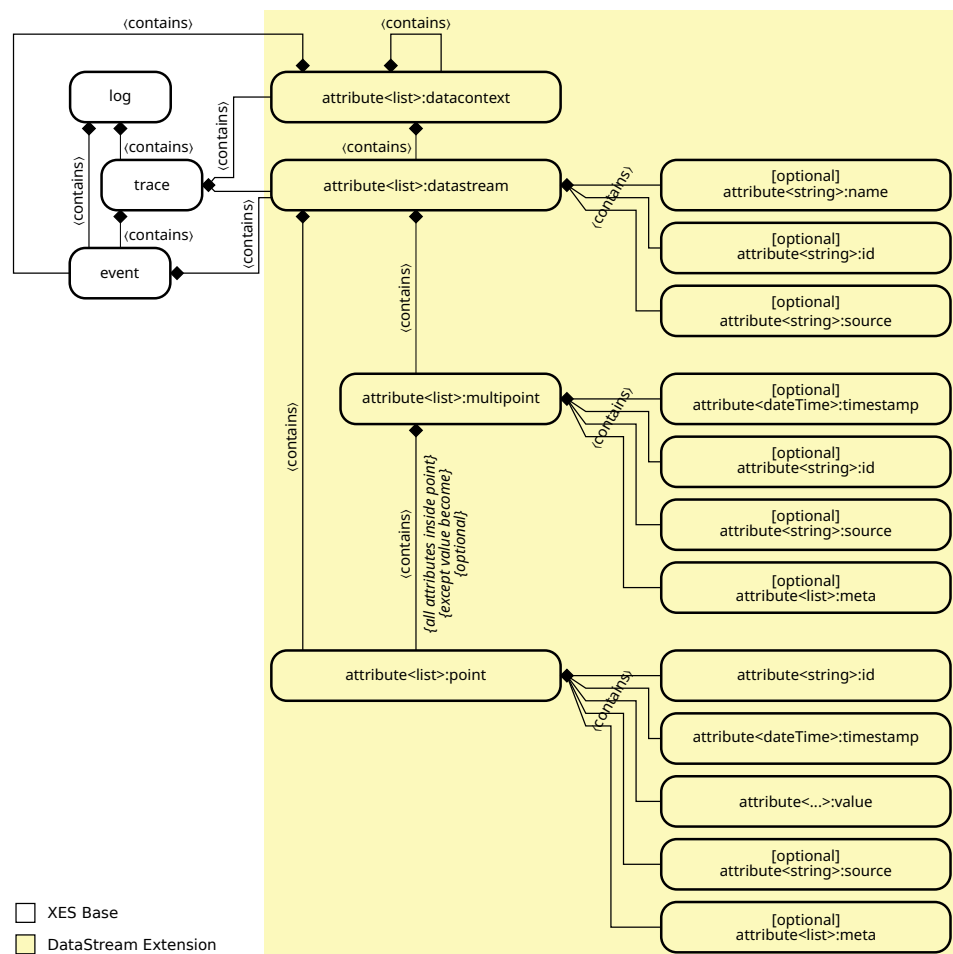 ⟨contains⟩
⟨contains⟩
log
attribute<list>:datacontext
⟨contains⟩
⟨contains⟩
⟨contains⟩
⟨contains⟩
trace
attribute<list>:datastream
⟨contains⟩
[optional]
attribute<string>:name
⟨contains⟩
⟨contains⟩
[optional]
attribute<string>:id
event
[optional]
attribute<string>:source
⟨contains⟩
attribute<list>:multipoint
⟨contains⟩
[optional]
attribute<dateTime>:timestamp
⟨contains⟩
[optional]
attribute<string>:id
⟨contains⟩
{all attributes inside point}
{except value become}
{optional}
[optional]
attribute<string>:source
[optional]
attribute<list>:meta
attribute<list>:point
⟨contains⟩
attribute<string>:id
attribute<dateTime>:timestamp
attribute<...>:value
[optional]
attribute<string>:source
[optional]
attribute<list>:meta
XES Base
DataStream Extension